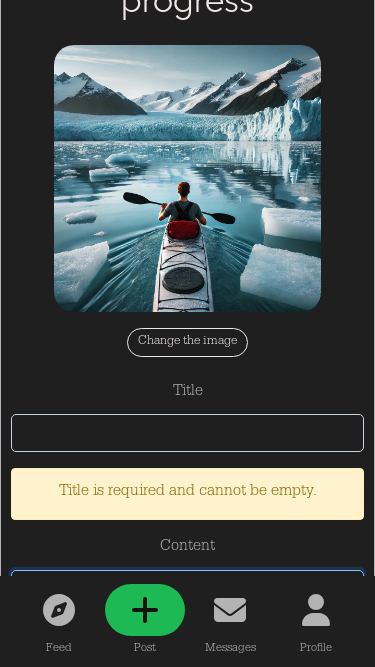 progress
Change the image
Title
Title is required and cannot be empty.
Content
Feed
Post
Messages
Profile